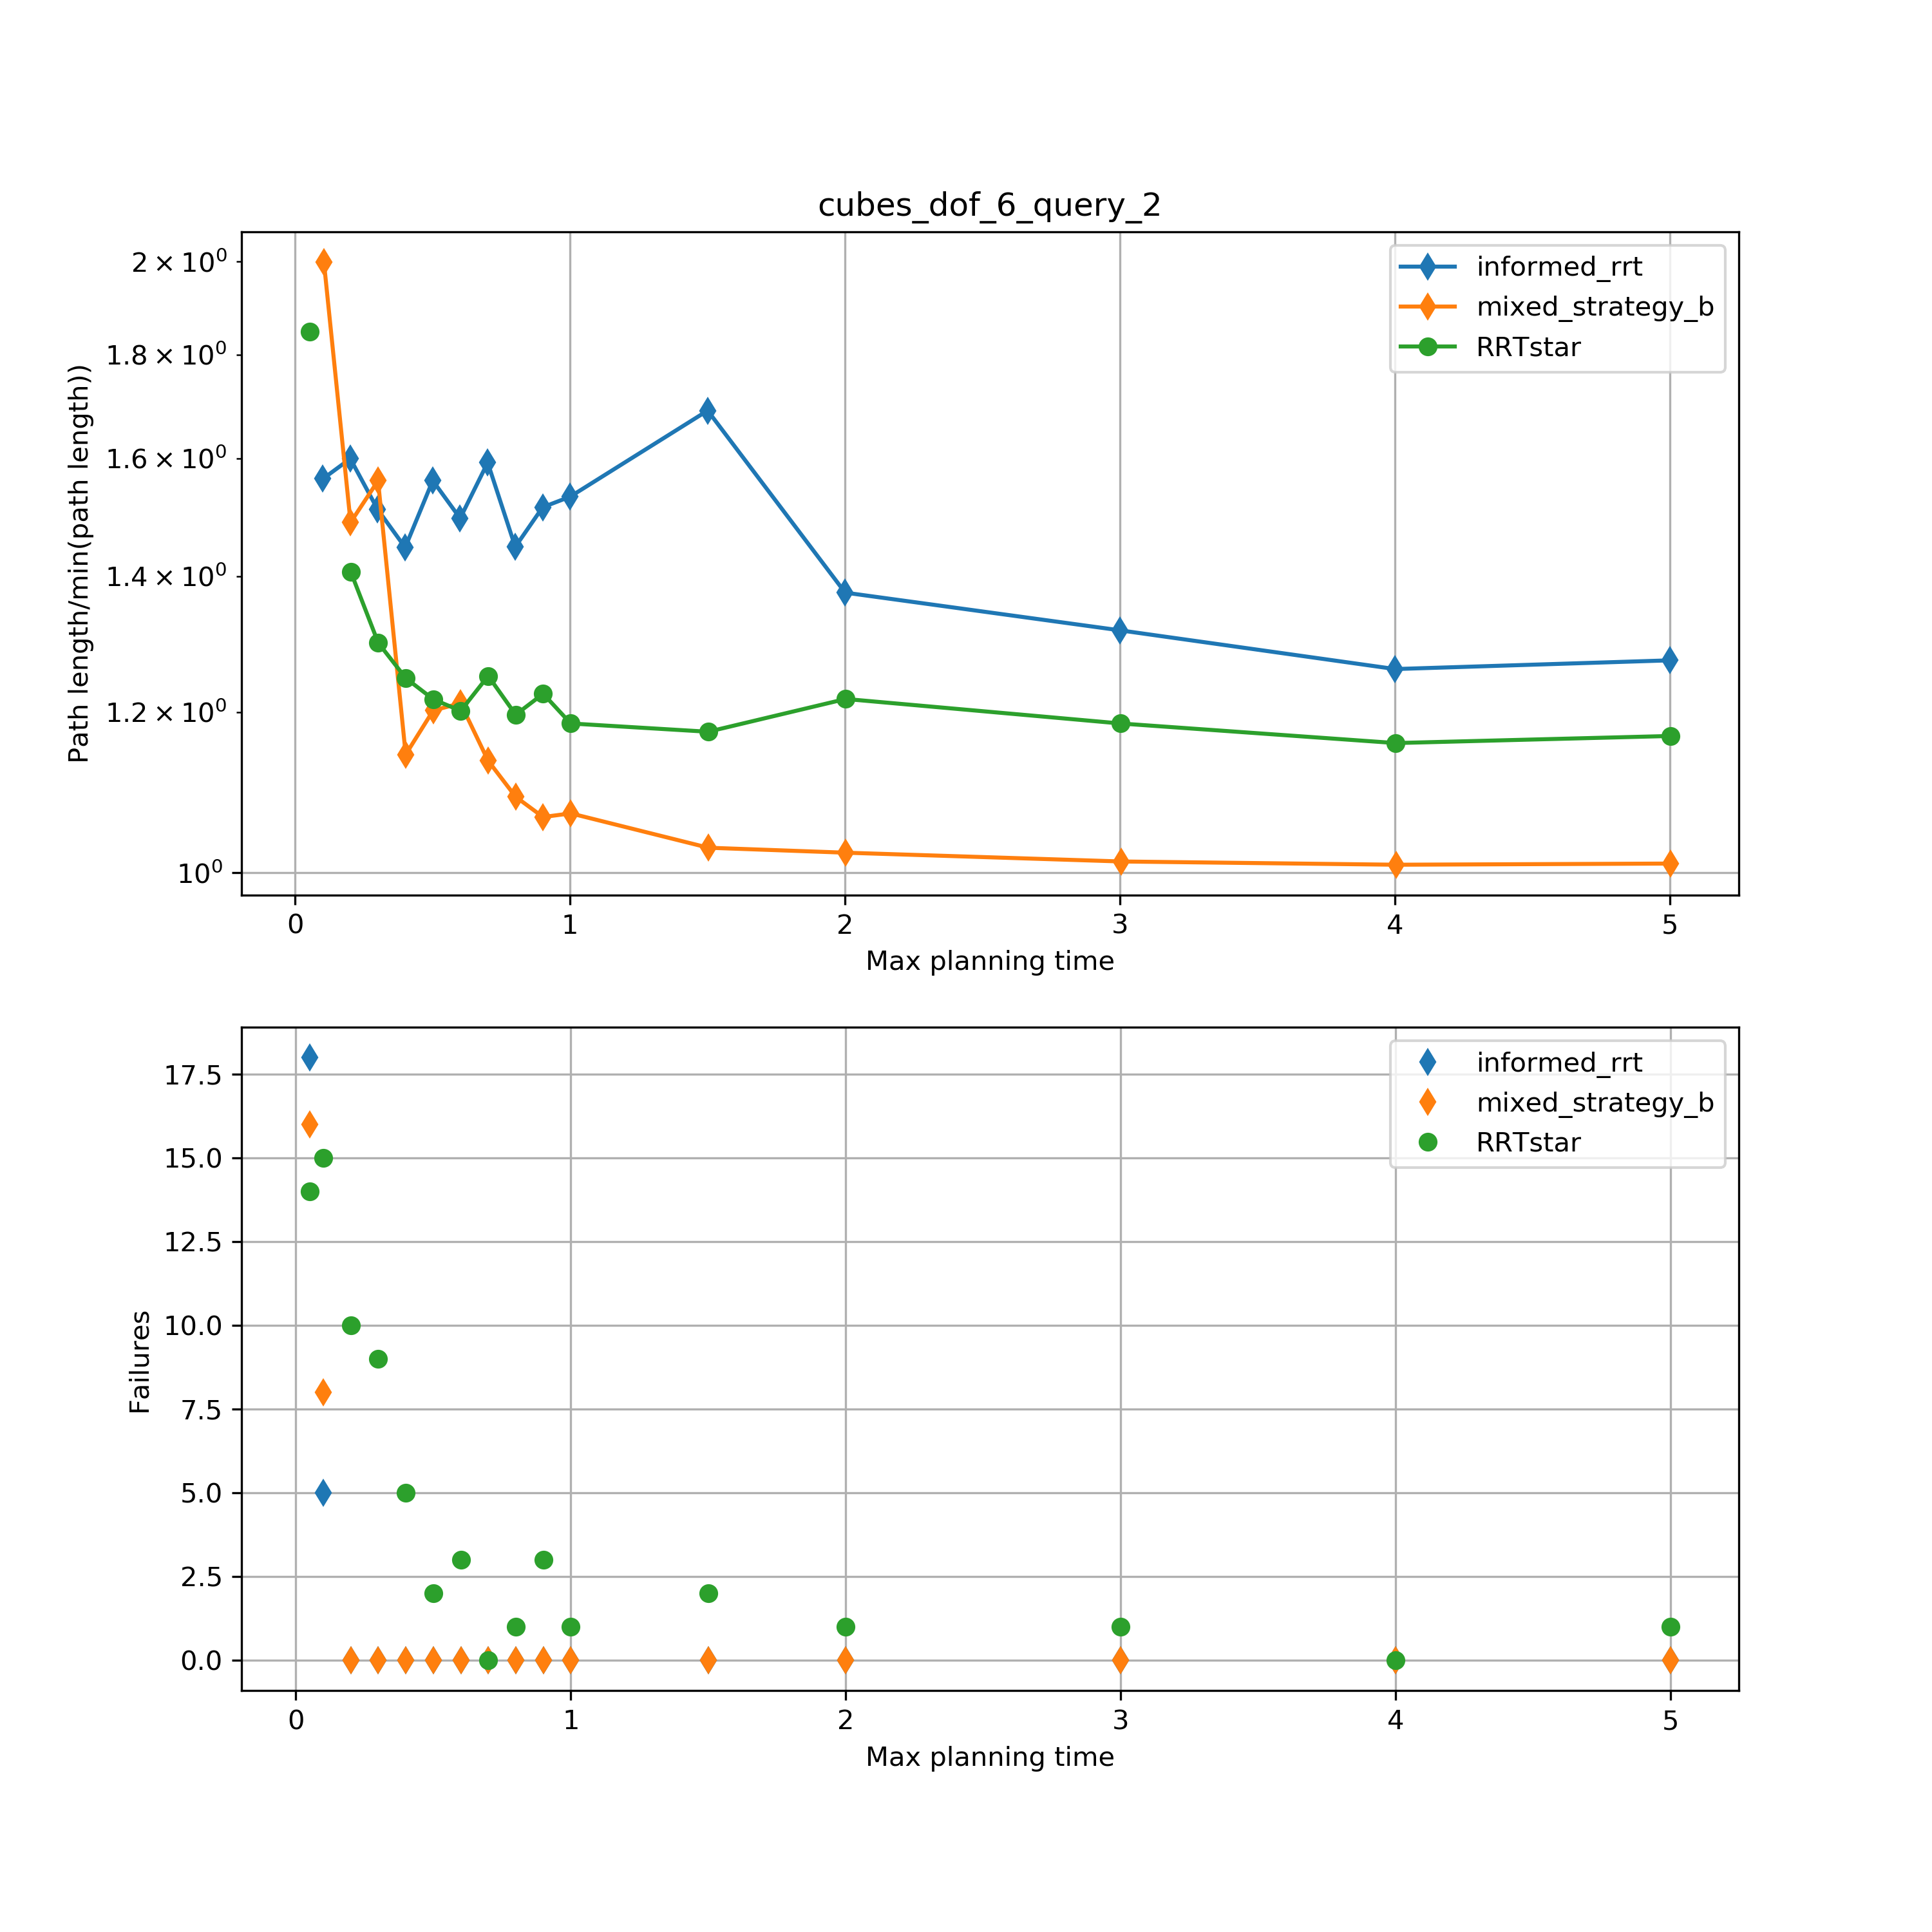 cubes_dof_6_query_2
Path length/min(path length))
2 × 10⁰
1.8 × 10⁰
1.6 × 10⁰
1.4 × 10⁰
1.2 × 10⁰
10⁰
informed_rrt
mixed_strategy_b
RRTstar
0 1 2 3 4 5
Max planning time
Failures
17.5
15.0
12.5
10.0
7.5
5.0
2.5
0.0
informed_rrt
mixed_strategy_b
RRTstar
0 1 2 3 4 5
Max planning time